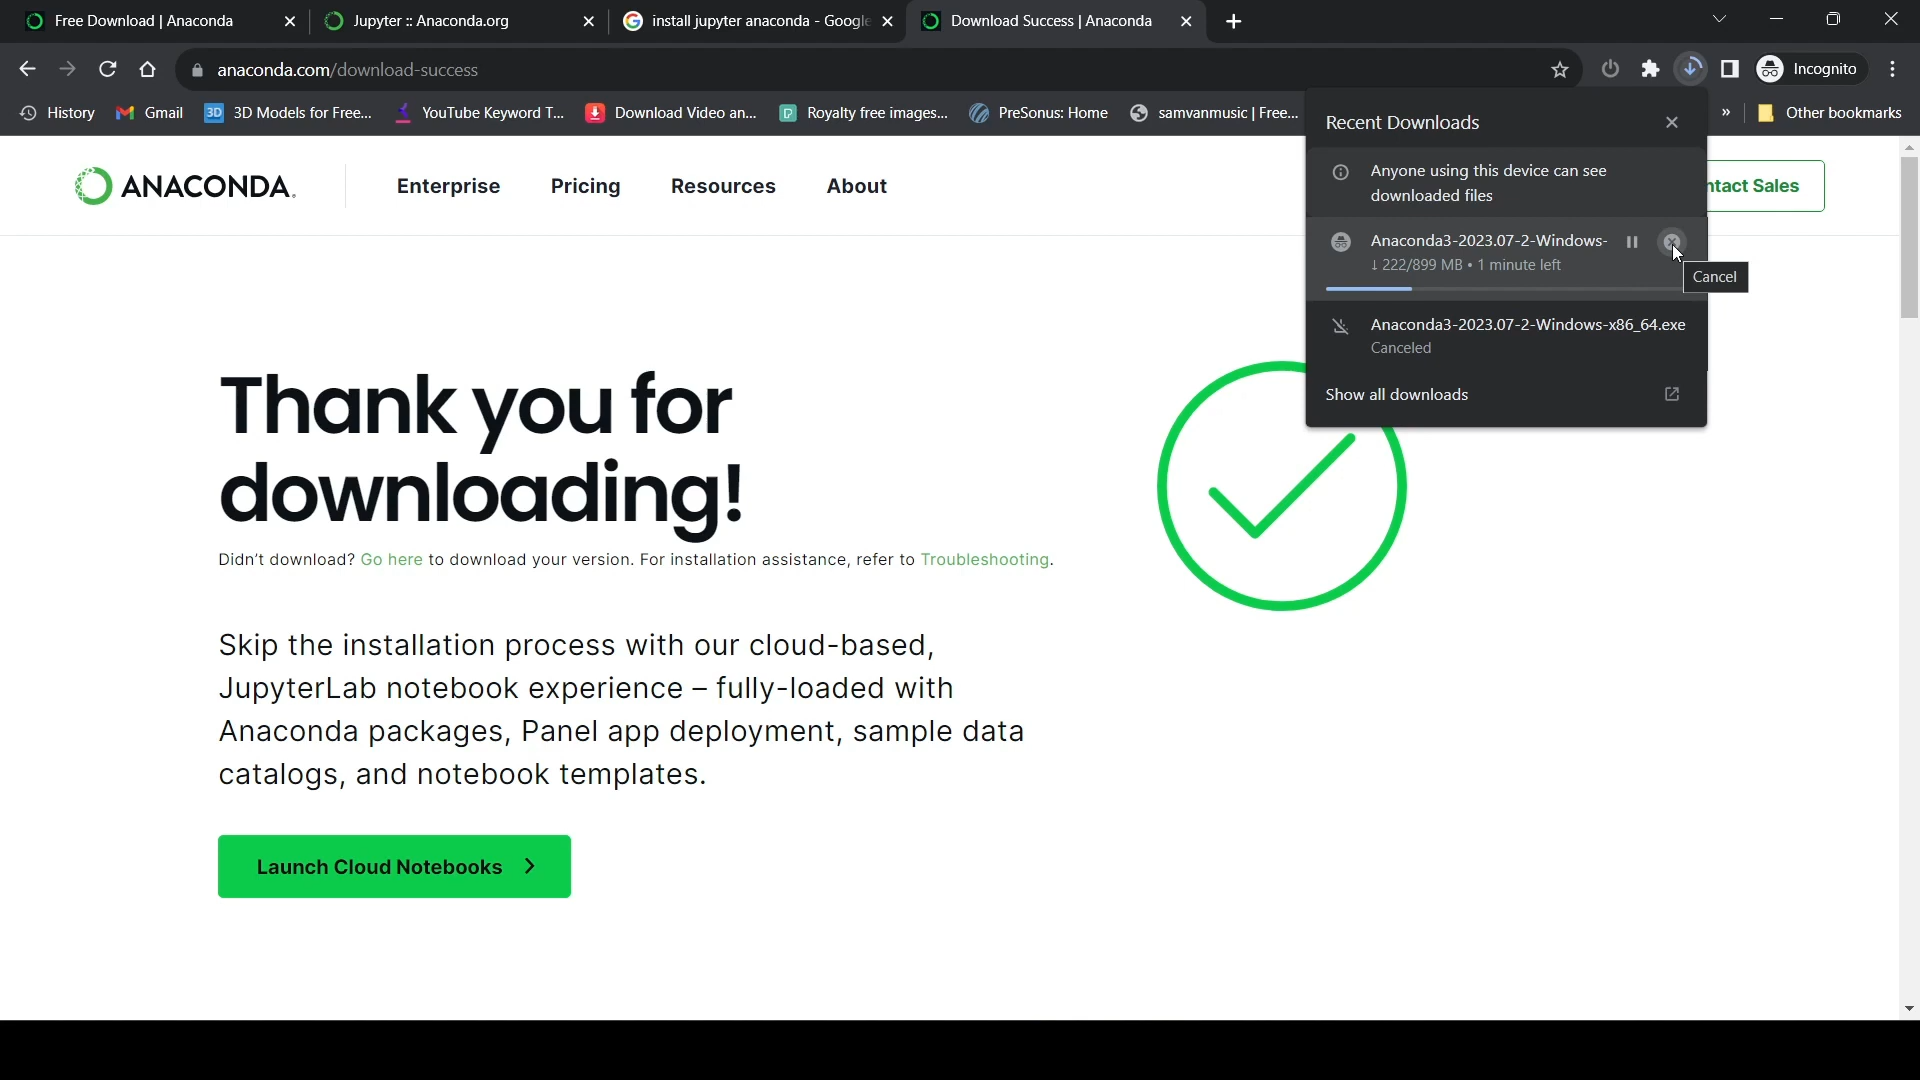 Free Download | Anaconda
Jupyter :: Anaconda.org
install jupyter anaconda - Google
Download Success | Anaconda
anaconda.com/download-success
Incognito
History
Gmail
3D
3D Models for Free...
YouTube Keyword T...
Download Video an...
Royalty free images...
PreSonus: Home
samvanmusic | Free...
»
Other bookmarks
Recent Downloads
Anyone using this device can see
downloaded files
Anaconda3-2023.07-2-Windows-
↓ 222/899 MB • 1 minute left
Cancel
Anaconda3-2023.07-2-Windows-x86_64.exe
Canceled
Show all downloads
ANACONDA.
Enterprise
Pricing
Resources
About
ntact Sales
Thank you for
downloading!
Didn't download? Go here to download your version. For installation assistance, refer to Troubleshooting.
Skip the installation process with our cloud-based,
JupyterLab notebook experience – fully-loaded with
Anaconda packages, Panel app deployment, sample data
catalogs, and notebook templates.
Launch Cloud Notebooks